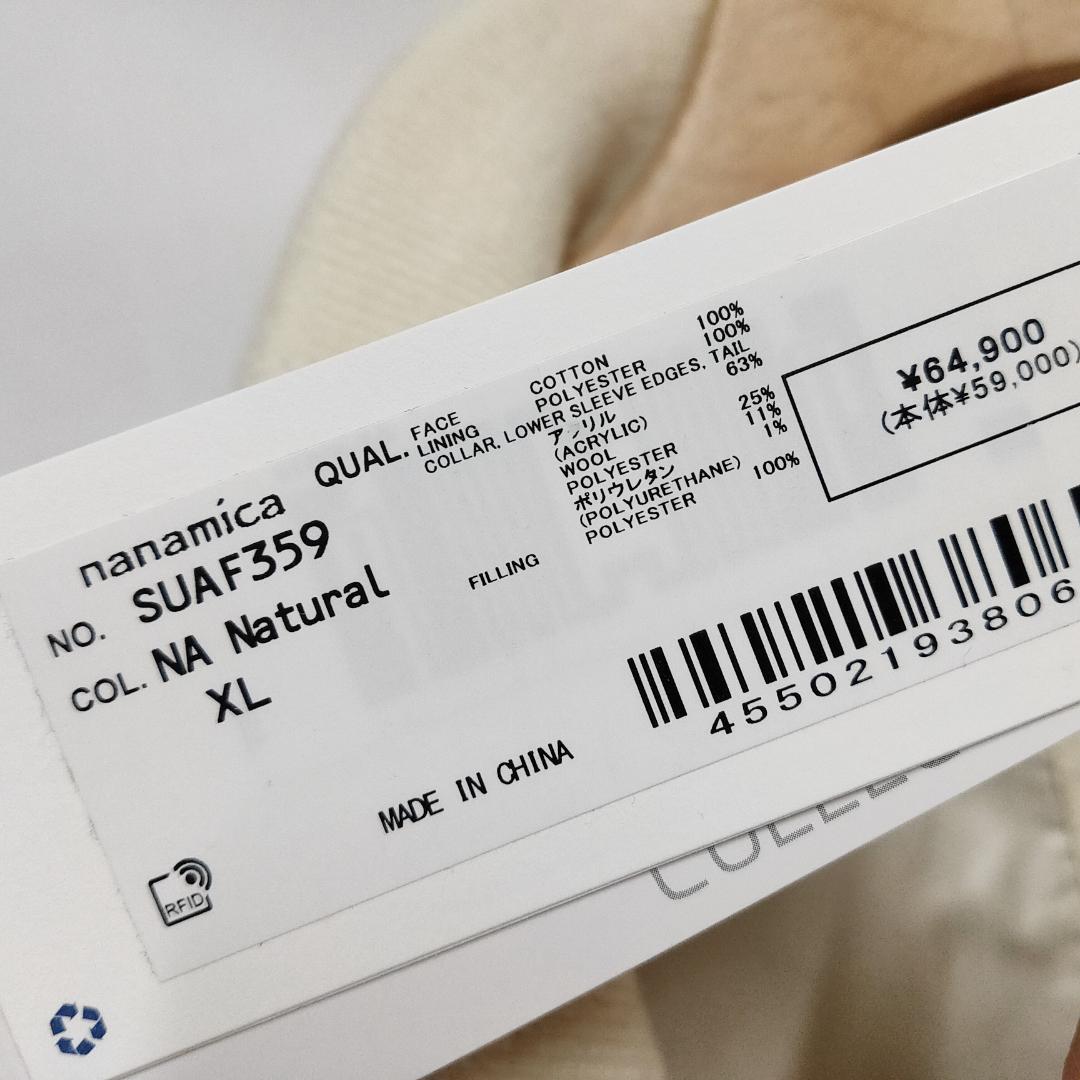 nanamica
NO. SUAF359
COL. NA Natural
XL
QUAL. FACE COTTON 100%
LINING POLYESTER 100%
COLLAR, LOWER SLEEVE EDGES, TAIL
アクリル 63%
(ACRYLIC)
WOOL 25%
POLYESTER 11%
ポリウレタン 1%
(POLYURETHANE)
FILLING POLYESTER 100%
¥64,900
(本体¥59,000)
4550219 3806
MADE IN CHINA
RFID